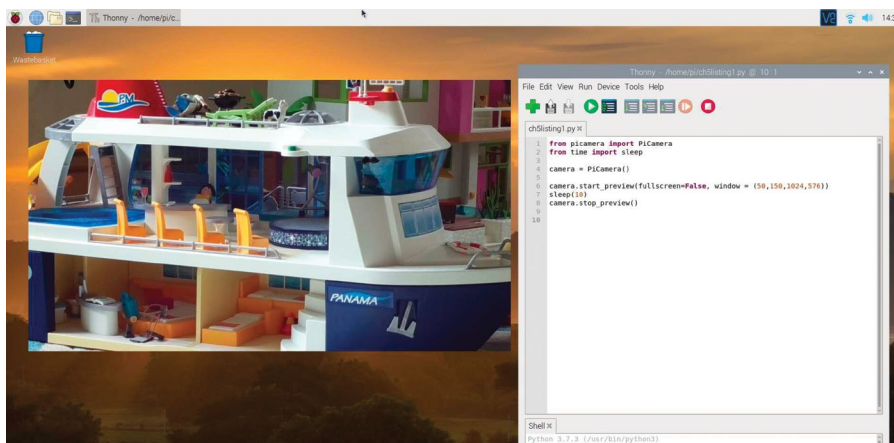 Thonny - /home/pi/c..
14:3
Wastebasket
PM
PANAMA
Thonny - /home/pi/ch5listing1.py @ 10:1
File Edit View Run Device Tools Help
ch5listing1.py
1 from picamera import PiCamera
2 from time import sleep
3
4 camera = PiCamera()
5
6 camera.start_preview(fullscreen=False, window = (50,150,1024,576))
7 sleep(10)
8 camera.stop_preview()
9
10
Shell
Python 3.7.3 (/usr/bin/python3)